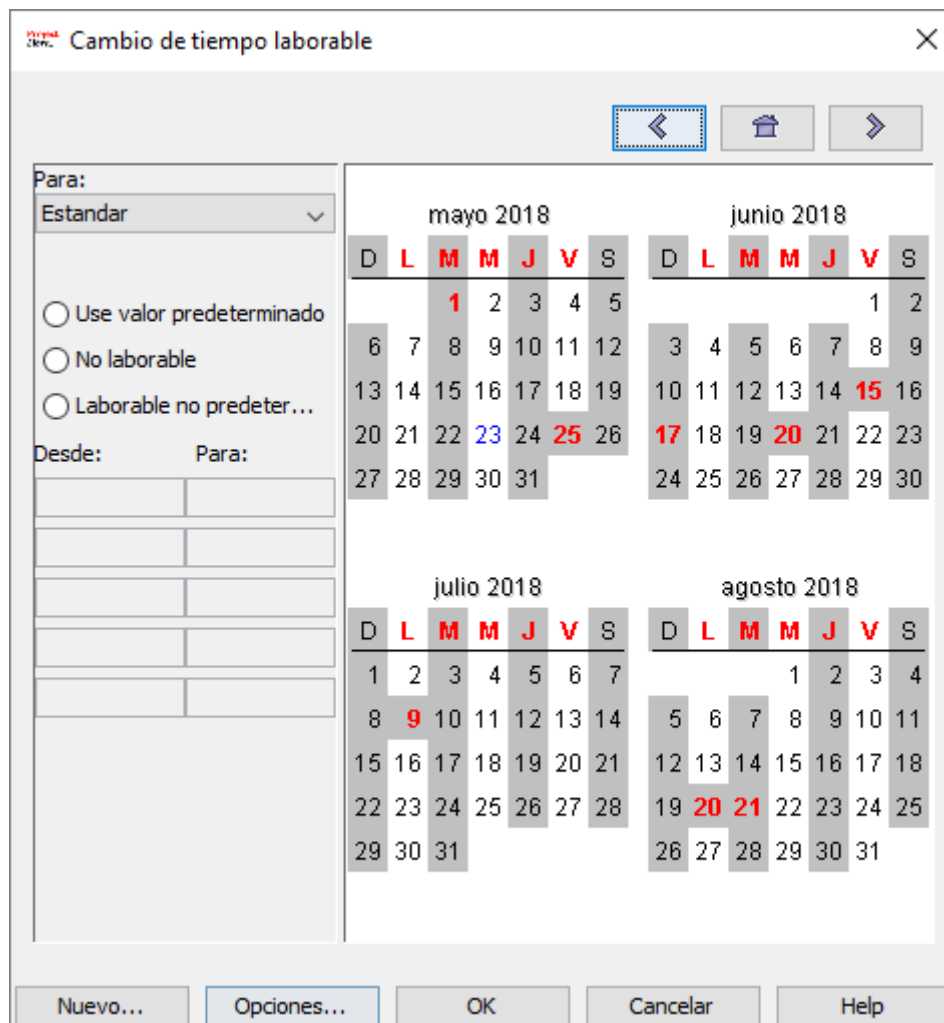 Cambio de tiempo laborable
Para:
Estandar
Use valor predeterminado
No laborable
Laborable no predeter...
Desde: Para:
mayo 2018
D L M M J V S
1 2 3 4 5
6 7 8 9 10 11 12
13 14 15 16 17 18 19
20 21 22 23 24 25 26
27 28 29 30 31
junio 2018
D L M M J V S
1 2
3 4 5 6 7 8 9
10 11 12 13 14 15 16
17 18 19 20 21 22 23
24 25 26 27 28 29 30
julio 2018
D L M M J V S
1 2 3 4 5 6 7
8 9 10 11 12 13 14
15 16 17 18 19 20 21
22 23 24 25 26 27 28
29 30 31
agosto 2018
D L M M J V S
1 2 3 4
5 6 7 8 9 10 11
12 13 14 15 16 17 18
19 20 21 22 23 24 25
26 27 28 29 30 31
Nuevo... Opciones... OK Cancelar Help